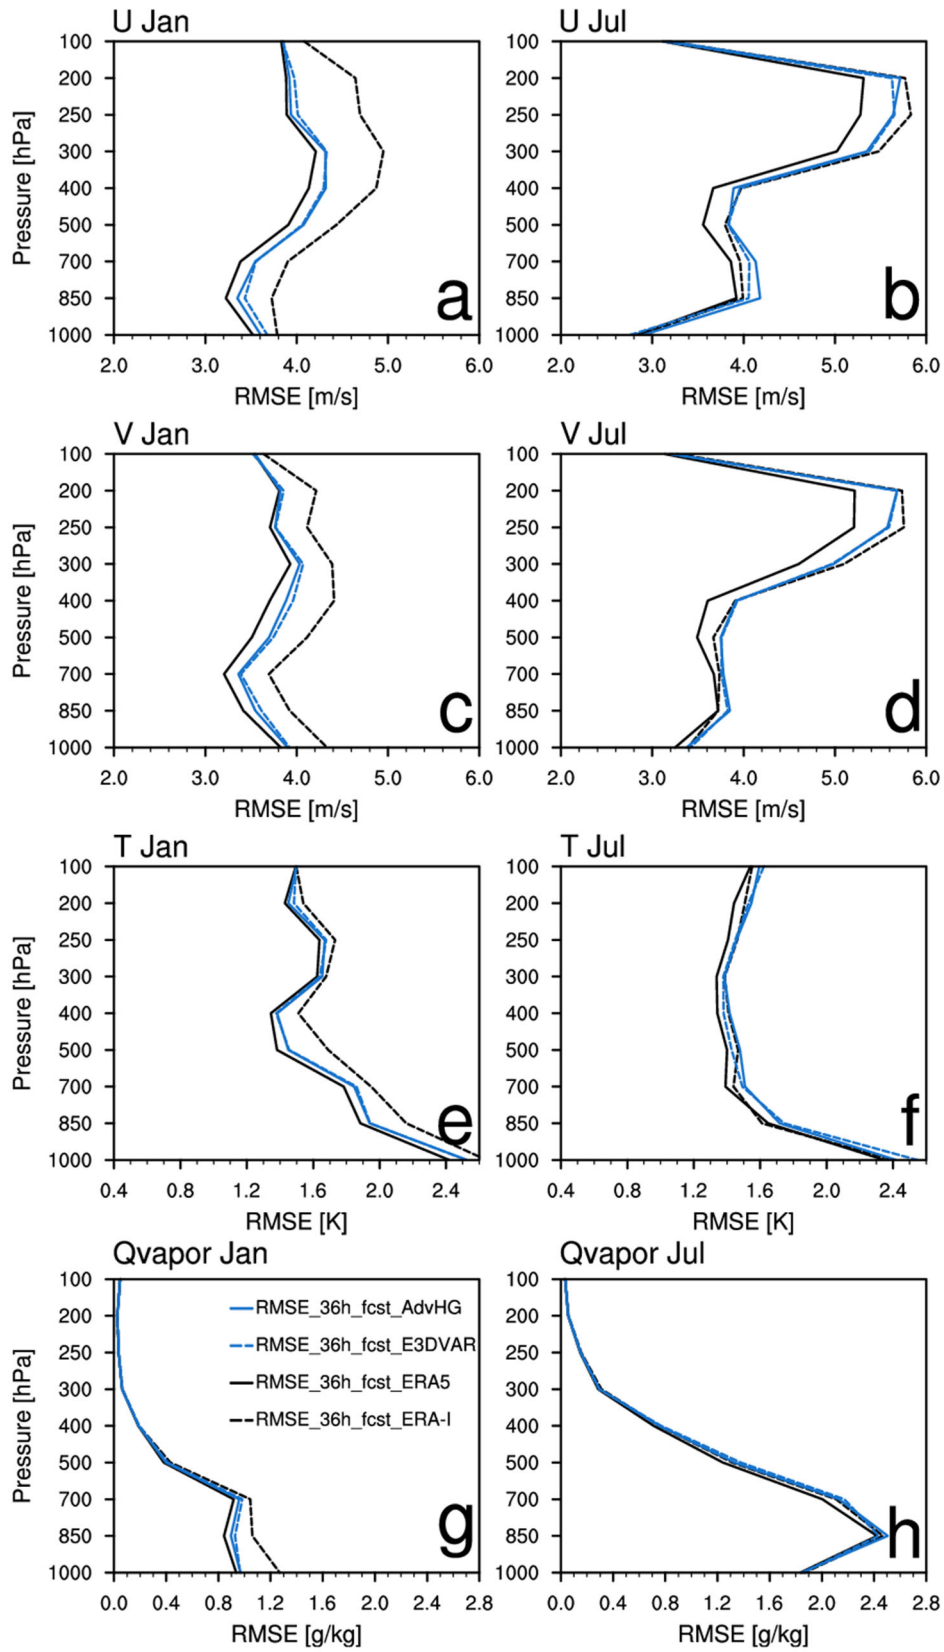 U Jan
U Jul
100
200
250
300
400
500
700
850
1000
Pressure [hPa]
a
2.0 3.0 4.0 5.0 6.0
RMSE [m/s]
100
200
250
300
400
500
700
850
1000
Pressure [hPa]
b
2.0 3.0 4.0 5.0 6.0
RMSE [m/s]
V Jan
V Jul
100
200
250
300
400
500
700
850
1000
Pressure [hPa]
c
2.0 3.0 4.0 5.0 6.0
RMSE [m/s]
100
200
250
300
400
500
700
850
1000
Pressure [hPa]
d
2.0 3.0 4.0 5.0 6.0
RMSE [m/s]
T Jan
T Jul
100
200
250
300
400
500
700
850
1000
Pressure [hPa]
e
0.4 0.8 1.2 1.6 2.0 2.4
RMSE [K]
100
200
250
300
400
500
700
850
1000
Pressure [hPa]
f
0.4 0.8 1.2 1.6 2.0 2.4
RMSE [K]
Qvapor Jan
Qvapor Jul
100
200
250
300
400
500
700
850
1000
Pressure [hPa]
RMSE_36h_fcst_AdvHG
RMSE_36h_fcst_E3DVAR
RMSE_36h_fcst_ERA5
RMSE_36h_fcst_ERA-I
g
0.0 0.4 0.8 1.2 1.6 2.0 2.4 2.8
RMSE [g/kg]
100
200
250
300
400
500
700
850
1000
Pressure [hPa]
h
0.0 0.4 0.8 1.2 1.6 2.0 2.4 2.8
RMSE [g/kg]